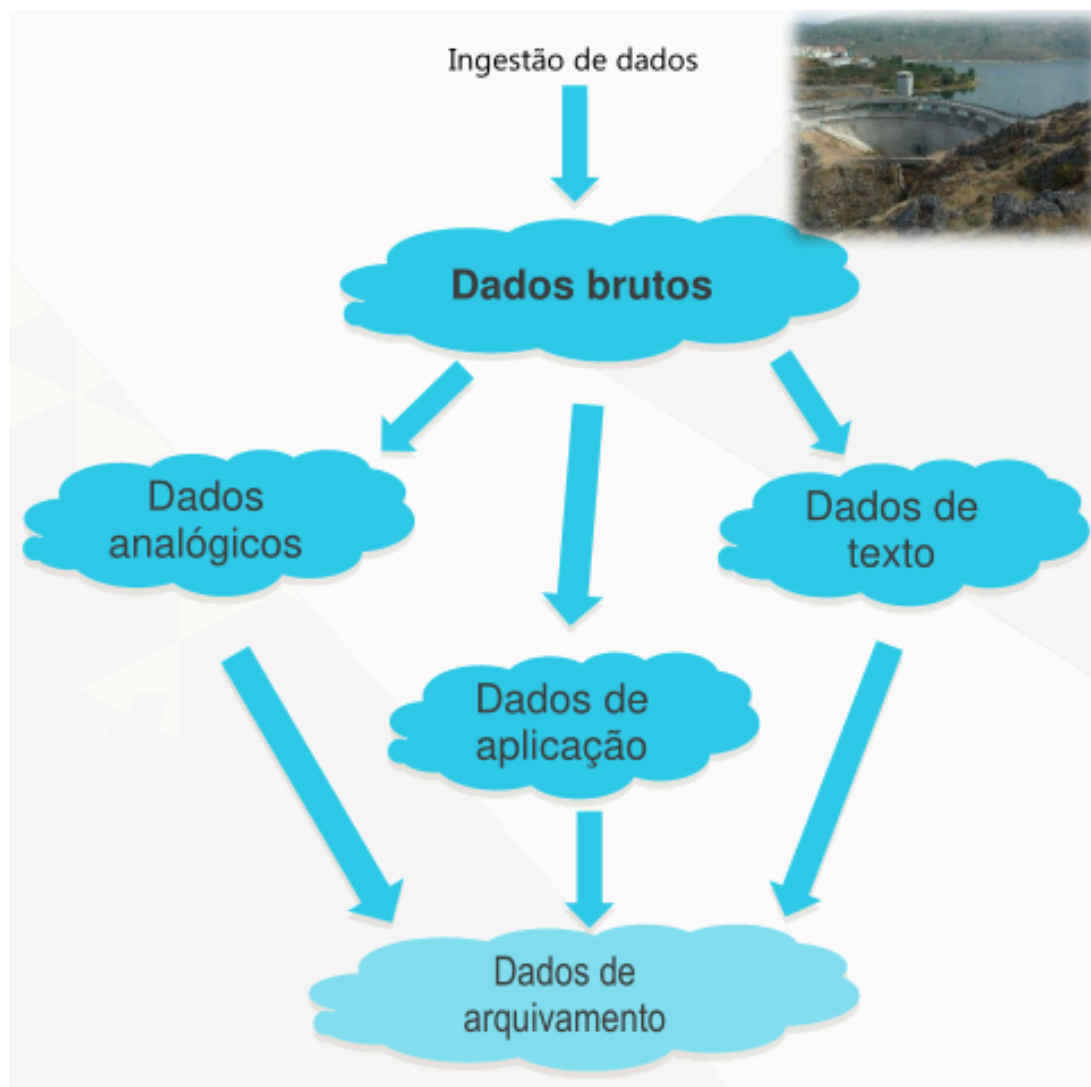 Ingestão de dados
Dados brutos
Dados
analógicos
Dados de
texto
Dados de
aplicação
Dados de
arquivamento